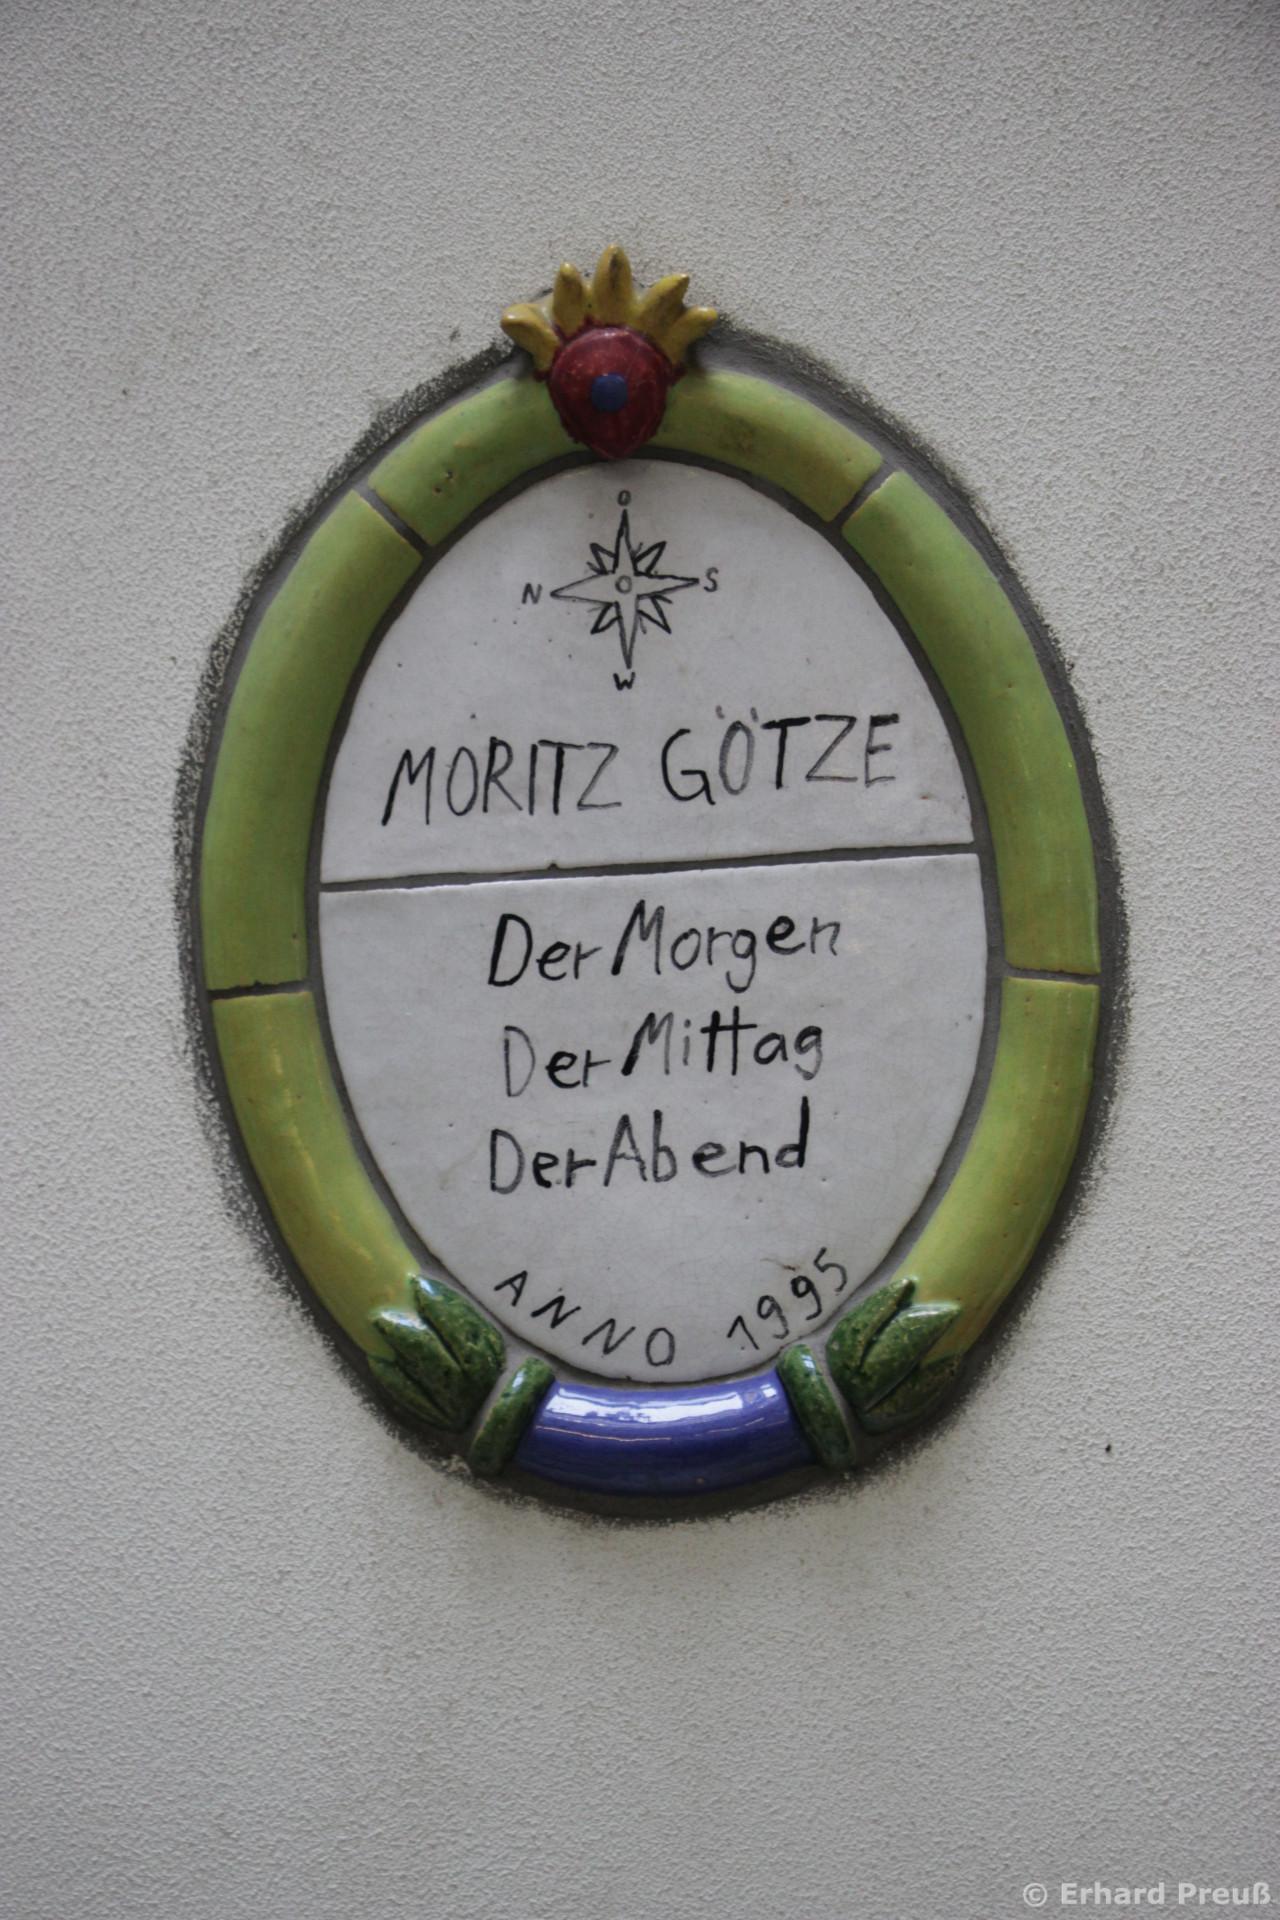 O
N S
W
MORITZ GÖTZE
Der Morgen
Der Mittag
Der Abend
ANNO 1995
© Erhard Preuß